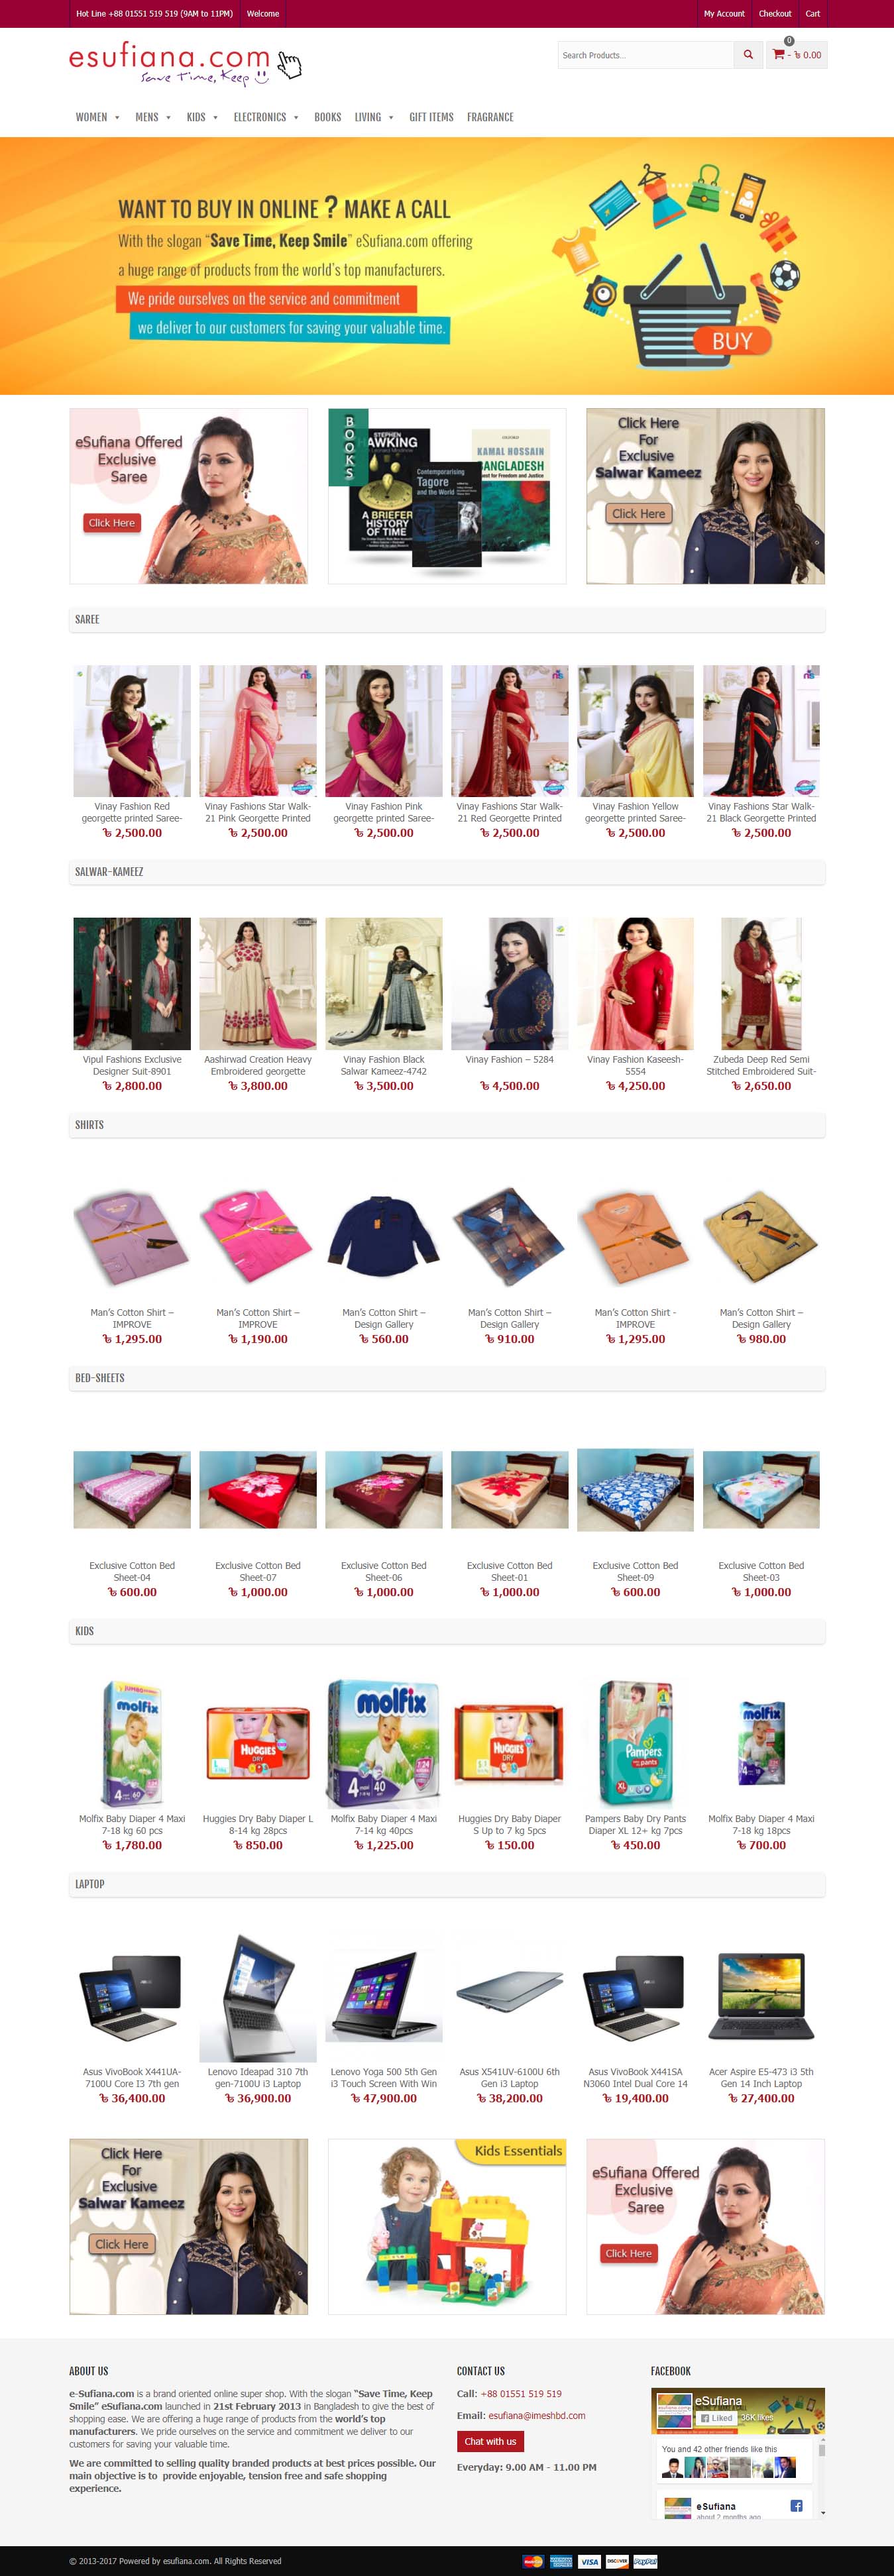 Hot Line +88 01551 519 519 (9AM to 11PM) Welcome My Account Checkout Cart
esufiana.com
Save Time, Keep
Search Products...
0
- ৳ 0.00
WOMEN MENS KIDS ELECTRONICS BOOKS LIVING GIFT ITEMS FRAGRANCE
WANT TO BUY IN ONLINE ? MAKE A CALL
With the slogan “Save Time, Keep Smile” eSufiana.com offering
a huge range of products from the world's top manufacturers.
We pride ourselves on the service and commitment
we deliver to our customers for saving your valuable time.
BUY
eSufiana Offered
Exclusive
Saree
Click Here
BOOKS
STEPHEN
HAWKING
A BRIEFER
HISTORY
OF TIME
Contemporarising
Tagore
and the World
KAMAL HOSSAIN
BANGLADESH
Quest for Freedom and Justice
Click Here
For
Exclusive
Salwar Kameez
Click Here
SAREE
Vinay Fashion Red
georgette printed Saree-
৳ 2,500.00
Vinay Fashions Star Walk-
21 Pink Georgette Printed
৳ 2,500.00
Vinay Fashion Pink
georgette printed Saree-
৳ 2,500.00
Vinay Fashions Star Walk-
21 Red Georgette Printed
৳ 2,500.00
Vinay Fashion Yellow
georgette printed Saree-
৳ 2,500.00
Vinay Fashions Star Walk-
21 Black Georgette Printed
৳ 2,500.00
SALWAR-KAMEEZ
Vipul Fashions Exclusive
Designer Suit-8901
৳ 2,800.00
Aashirwad Creation Heavy
Embroidered georgette
৳ 3,800.00
Vinay Fashion Black
Salwar Kameez-4742
৳ 3,500.00
Vinay Fashion – 5284
৳ 4,500.00
Vinay Fashion Kaseesh-
5554
৳ 4,250.00
Zubeda Deep Red Semi
Stitched Embroidered Suit-
৳ 2,650.00
SHIRTS
Man’s Cotton Shirt –
IMPROVE
৳ 1,295.00
Man’s Cotton Shirt –
IMPROVE
৳ 1,190.00
Man’s Cotton Shirt –
Design Gallery
৳ 560.00
Man’s Cotton Shirt –
Design Gallery
৳ 910.00
Man’s Cotton Shirt -
IMPROVE
৳ 1,295.00
Man’s Cotton Shirt –
Design Gallery
৳ 980.00
BED-SHEETS
Exclusive Cotton Bed
Sheet-04
৳ 600.00
Exclusive Cotton Bed
Sheet-07
৳ 1,000.00
Exclusive Cotton Bed
Sheet-06
৳ 1,000.00
Exclusive Cotton Bed
Sheet-01
৳ 1,000.00
Exclusive Cotton Bed
Sheet-09
৳ 600.00
Exclusive Cotton Bed
Sheet-03
৳ 1,000.00
KIDS
molfix
4
HUGGIES
DRY
L
molfix
4 maxi 40
HUGGIES
DRY
Pampers
pants
XL
molfix
4
Molfix Baby Diaper 4 Maxi
7-18 kg 60 pcs
৳ 1,780.00
Huggies Dry Baby Diaper L
8-14 kg 28pcs
৳ 850.00
Molfix Baby Diaper 4 Maxi
7-14 kg 40pcs
৳ 1,225.00
Huggies Dry Baby Diaper
S Up to 7 kg 5pcs
৳ 150.00
Pampers Baby Dry Pants
Diaper XL 12+ kg 7pcs
৳ 450.00
Molfix Baby Diaper 4 Maxi
7-18 kg 18pcs
৳ 700.00
LAPTOP
Asus VivoBook X441UA-
7100U Core I3 7th gen
৳ 36,400.00
Lenovo Ideapad 310 7th
gen-7100U i3 Laptop
৳ 36,900.00
Lenovo Yoga 500 5th Gen
i3 Touch Screen With Win
৳ 47,900.00
Asus X541UV-6100U 6th
Gen i3 Laptop
৳ 38,200.00
Asus VivoBook X441SA
N3060 Intel Dual Core 14
৳ 19,400.00
Acer Aspire E5-473 i3 5th
Gen 14 Inch Laptop
৳ 27,400.00
Click Here
For
Exclusive
Salwar Kameez
Click Here
Kids Essentials
eSufiana Offered
Exclusive
Saree
Click Here
ABOUT US
e-Sufiana.com is a brand oriented online super shop. With the slogan “Save Time, Keep
Smile” eSufiana.com launched in 21st February 2013 in Bangladesh to give the best of
shopping ease. We are offering a huge range of products from the world’s top
manufacturers. We pride ourselves on the service and commitment we deliver to our
customers for saving your valuable time.
We are committed to selling quality branded products at best prices possible. Our
main objective is to provide enjoyable, tension free and safe shopping
experience.
CONTACT US
Call: +88 01551 519 519
Email: esufiana@imeshbd.com
Chat with us
Everyday: 9.00 AM - 11.00 PM
FACEBOOK
eSufiana
Liked 36K likes
You and 42 other friends like this
eSufiana
about 2 months ago
© 2013-2017 Powered by esufiana.com. All Rights Reserved
MasterCard AMERICAN EXPRESS VISA DISCOVER PayPal